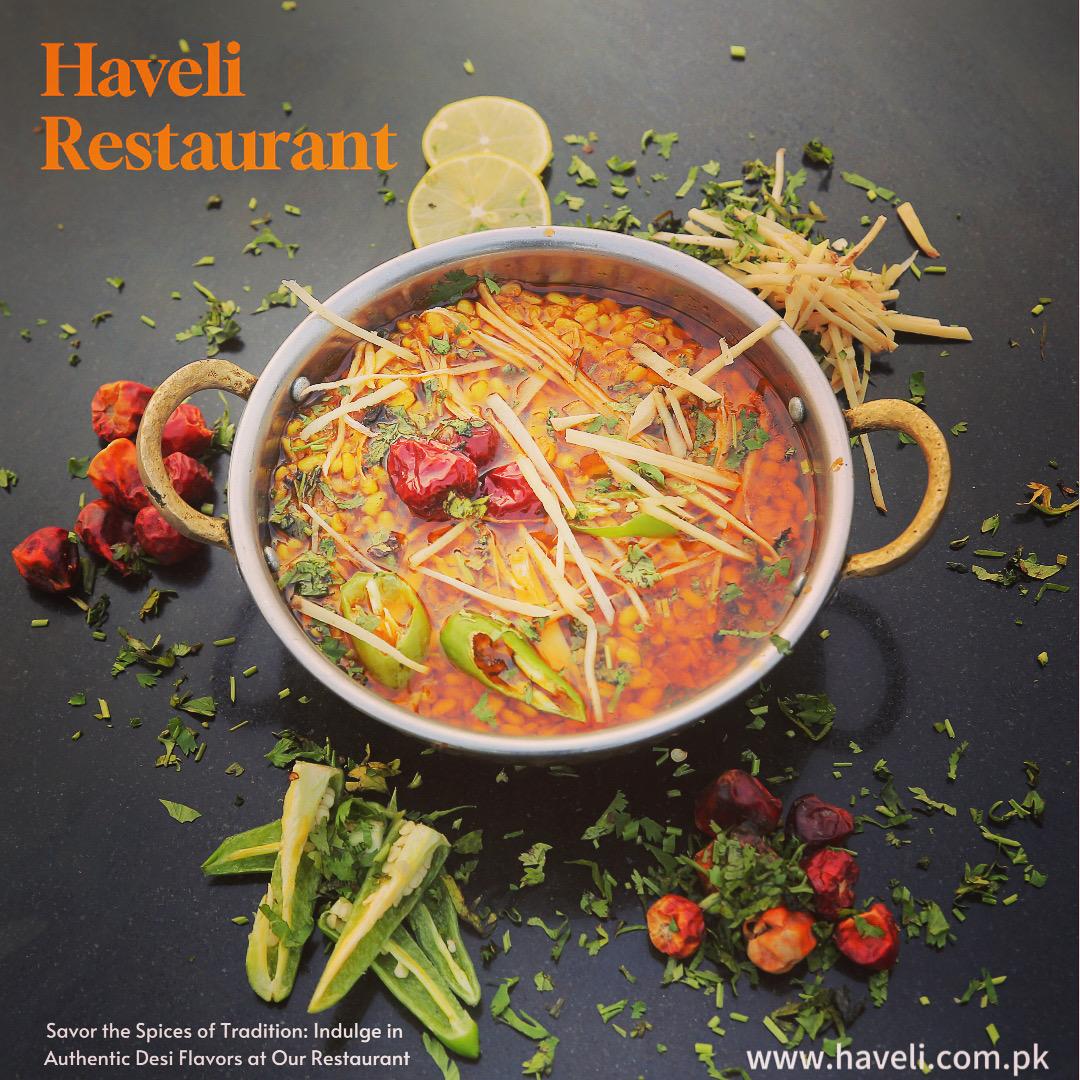 Haveli
Restaurant
Savor the Spices of Tradition: Indulge in
Authentic Desi Flavors at Our Restaurant
www.haveli.com.pk